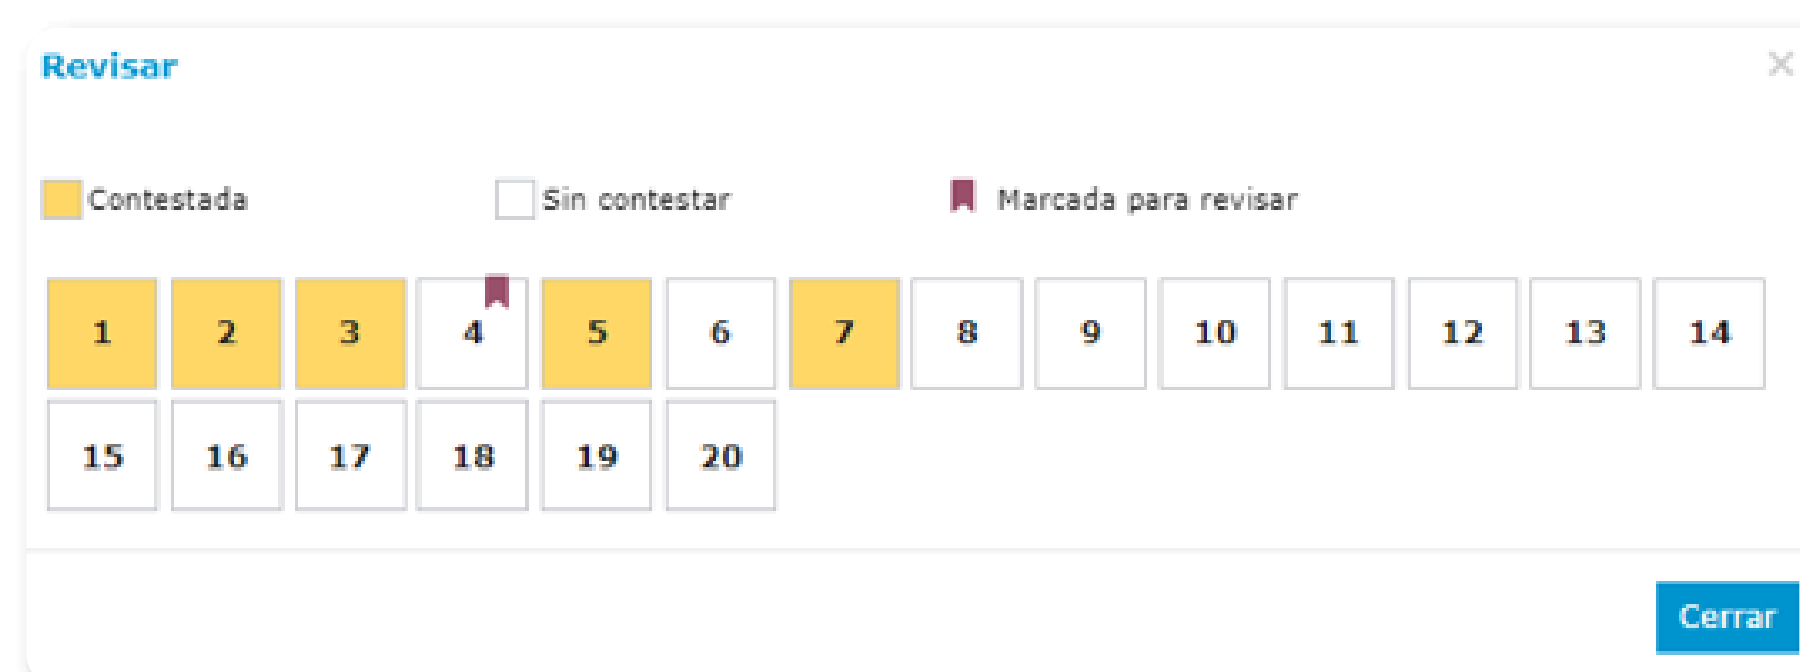 Revisar
Contestada Sin contestar Marcada para revisar
1 2 3 4 5 6 7 8 9 10 11 12 13 14
15 16 17 18 19 20
Cerrar